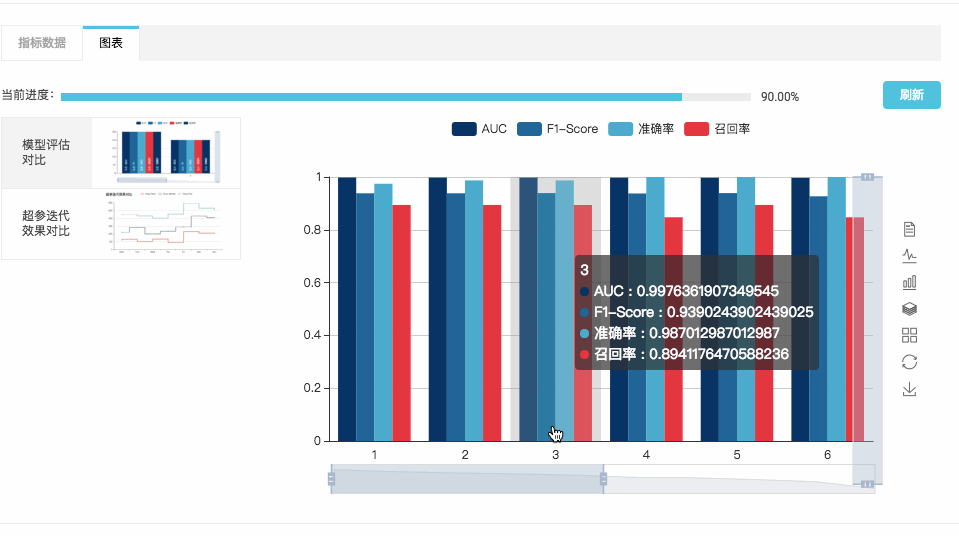 指标数据
图表
当前进度：
90.00%
刷新
模型评估
对比
超参迭代
效果对比
AUC
F1-Score
准确率
召回率
1
0.8
0.6
0.4
0.2
0
3
AUC : 0.9976361907349545
F1-Score : 0.9390243902439025
准确率 : 0.987012987012987
召回率 : 0.8941176470588236
1
2
3
4
5
6